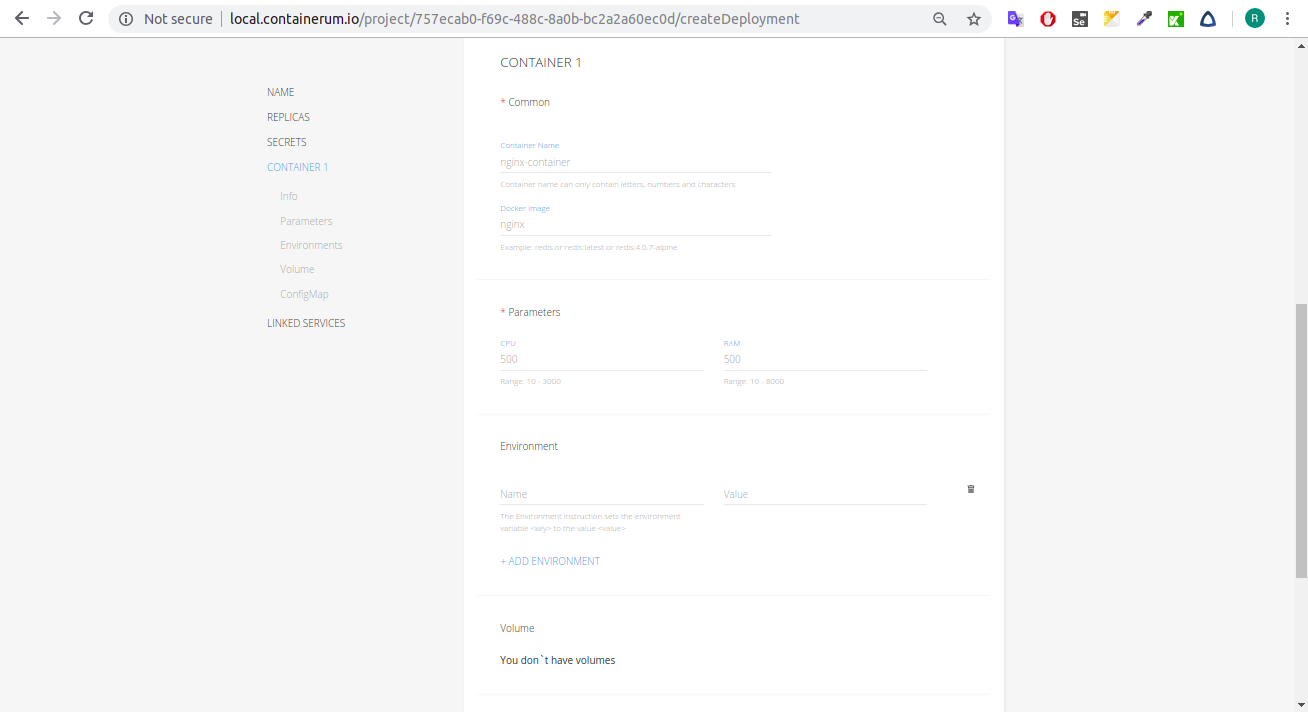 Not secure
local.containerum.io/project/757ecab0-f69c-488c-8a0b-bc2a2a60ec0d/createDeployment
Se
R
NAME
REPLICAS
SECRETS
CONTAINER 1
Info
Parameters
Environments
Volume
ConfigMap
LINKED SERVICES
CONTAINER 1
* Common
Container Name
nginx-container
Container name can only contain letters, numbers and characters
Docker image
nginx
Example: redis or redis:latest or redis:4.0.7-alpine
* Parameters
CPU
500
Range: 10 - 3000
RAM
500
Range: 10 - 8000
Environment
Name
Value
The Environment instruction sets the environment
variable <key> to the value <value>
+ ADD ENVIRONMENT
Volume
You don`t have volumes